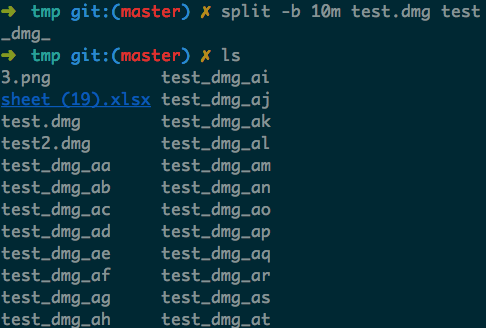 ➜ tmp git:(master) ✗ split -b 10m test.dmg test
_dmg_
➜ tmp git:(master) ✗ ls
3.png test_dmg_ai
sheet (19).xlsx test_dmg_aj
test.dmg test_dmg_ak
test2.dmg test_dmg_al
test_dmg_aa test_dmg_am
test_dmg_ab test_dmg_an
test_dmg_ac test_dmg_ao
test_dmg_ad test_dmg_ap
test_dmg_ae test_dmg_aq
test_dmg_af test_dmg_ar
test_dmg_ag test_dmg_as
test_dmg_ah test_dmg_at